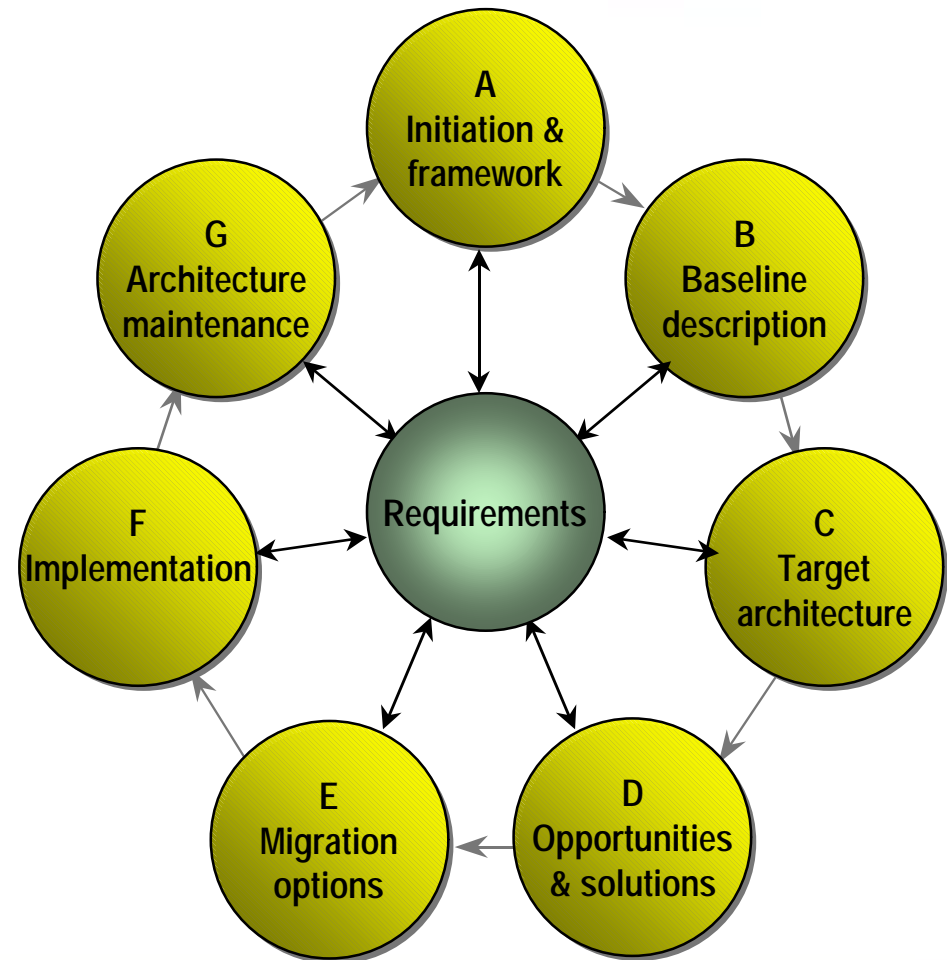 A
Initiation &
framework
B
Baseline
description
C
Target
architecture
D
Opportunities
& solutions
E
Migration
options
F
Implementation
G
Architecture
maintenance
Requirements